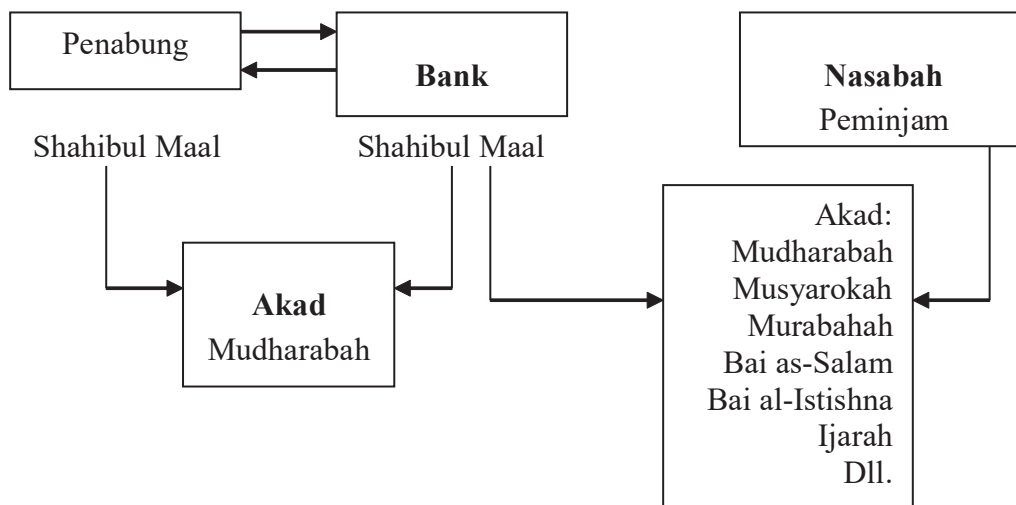 Penabung
Bank
Nasabah
Peminjam
Shahibul Maal
Shahibul Maal
Akad
Mudharabah
Akad:
Mudharabah
Musyarokah
Murabahah
Bai as-Salam
Bai al-Istishna
Ijarah
Dll.